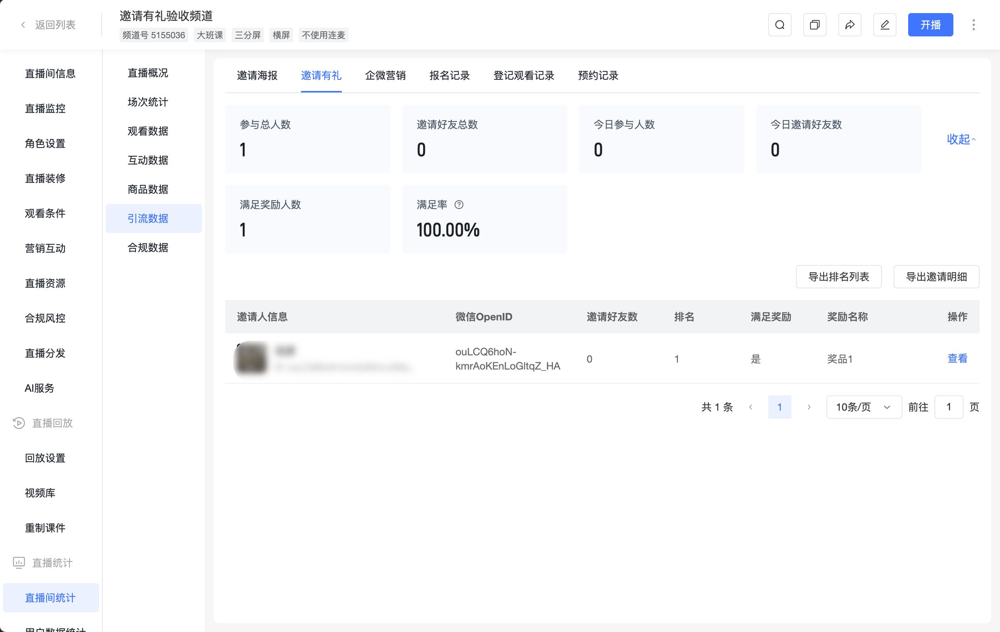 返回列表
邀请有礼验收频道
频道号 5155036 大班课 三分屏 横屏 不使用连麦
开播
直播间信息
直播监控
角色设置
直播装修
观看条件
营销互动
直播资源
合规风控
直播分发
AI服务
直播回放
回放设置
视频库
重制课件
直播统计
直播间统计
用户数据统计
直播概况
场次统计
观看数据
互动数据
商品数据
引流数据
合规数据
邀请海报 邀请有礼 企微营销 报名记录 登记观看记录 预约记录
参与总人数
1
邀请好友总数
0
今日参与人数
0
今日邀请好友数
0
收起
满足奖励人数
1
满足率
100.00%
导出排名列表 导出邀请明细
邀请人信息 微信OpenID 邀请好友数 排名 满足奖励 奖励名称 操作
ouLCQ6hoN-
kmrAoKEnLoGltqZ_HA
0 1 是 奖品1 查看
共 1 条 1 10条/页 前往 1 页